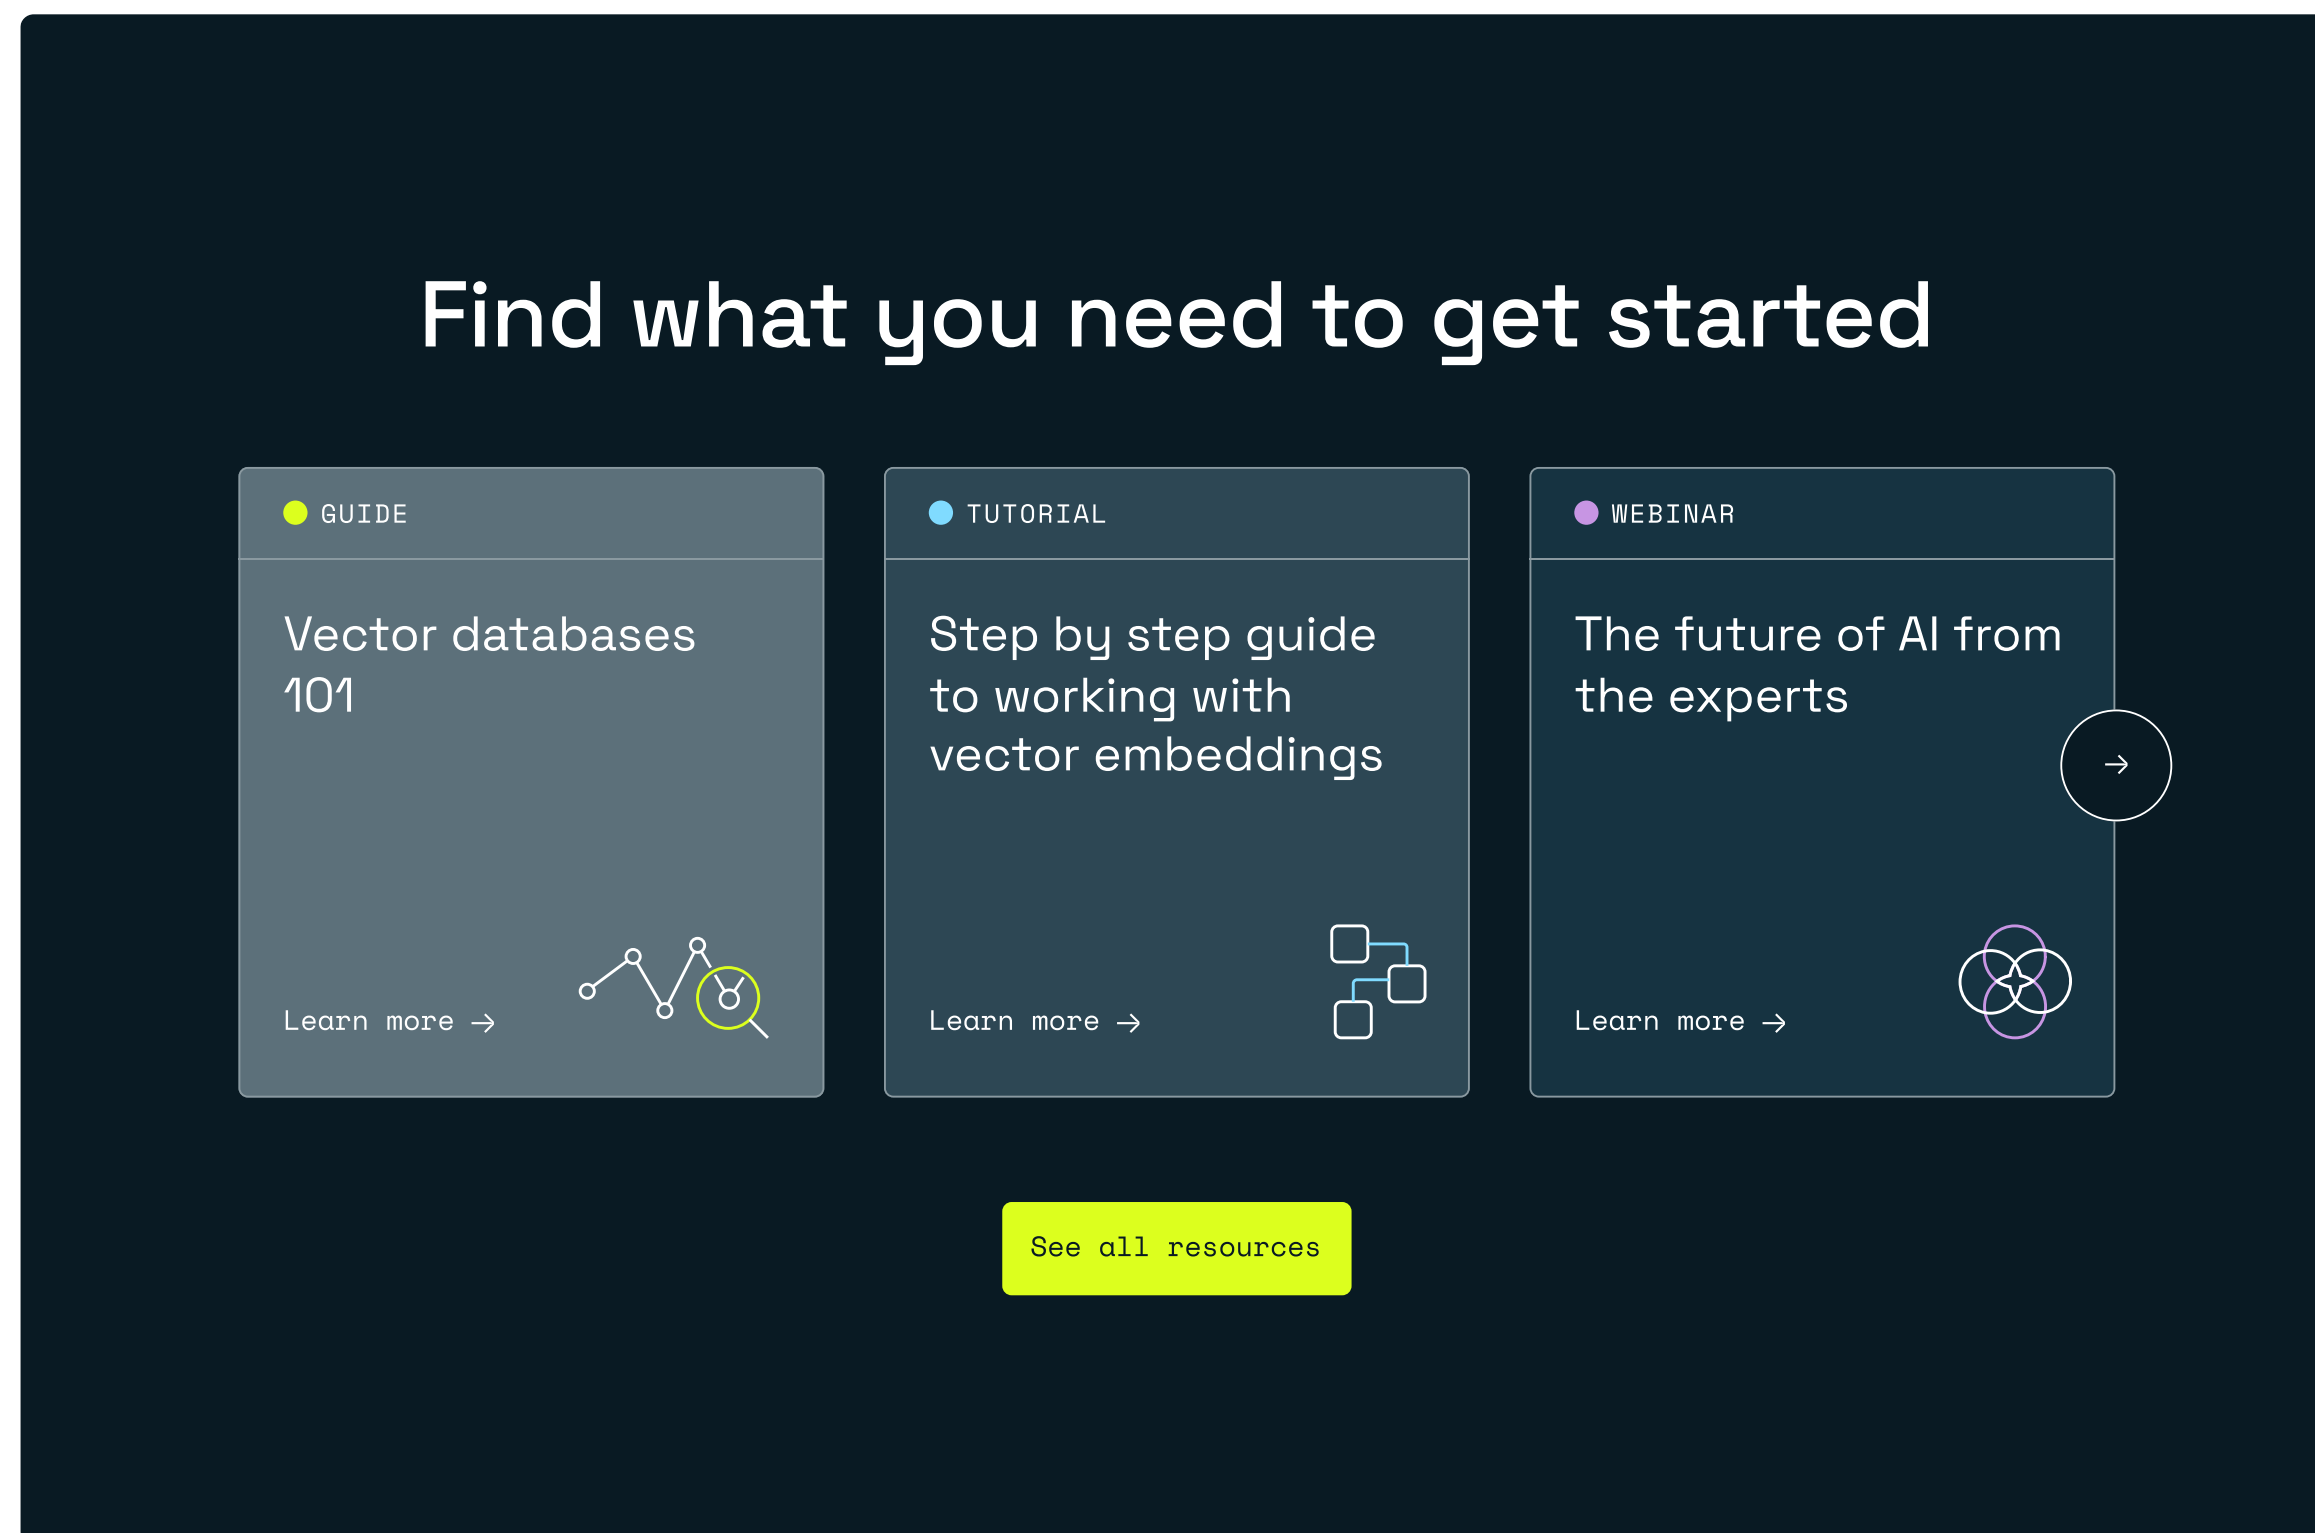 Find what you need to get started
GUIDE
Vector databases
101
Learn more →
TUTORIAL
Step by step guide
to working with
vector embeddings
Learn more →
WEBINAR
The future of AI from
the experts
Learn more →
See all resources